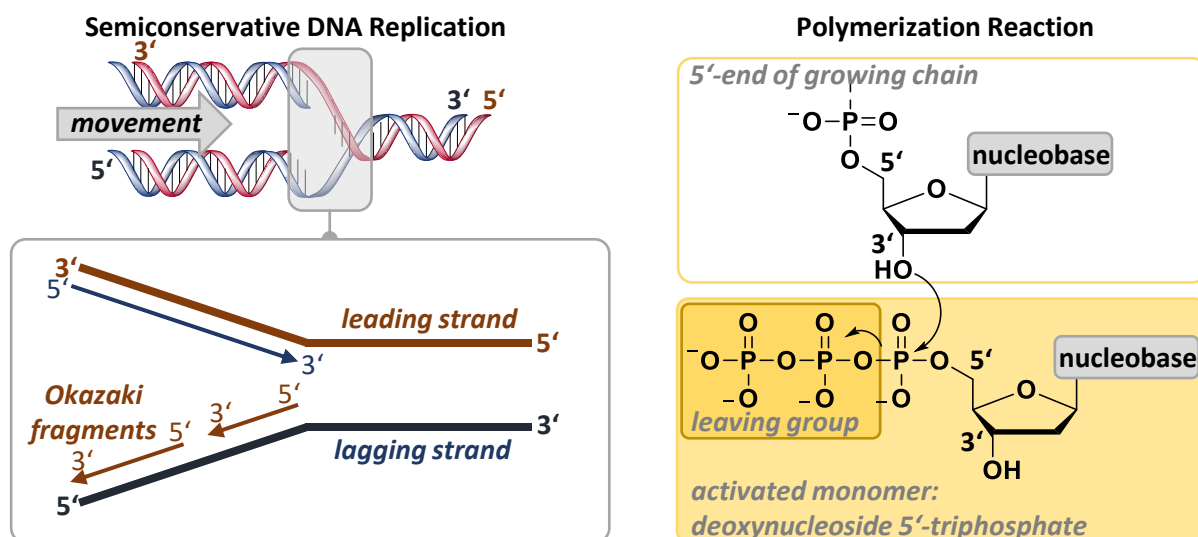 Semiconservative DNA Replication
3‘
3‘ 5‘
movement
5‘
3‘
5‘
leading strand
5‘
3‘
Okazaki
fragments
5‘
3‘
5‘
3‘
3‘
lagging strand
5‘
Polymerization Reaction
5‘-end of growing chain
−O–P=O
O
5‘
nucleobase
O
3‘
HO
O O O
−O–P–O–P–O–P–O
5‘
nucleobase
−O −O −O
O
leaving group
3‘
OH
activated monomer:
deoxynucleoside 5‘-triphosphate